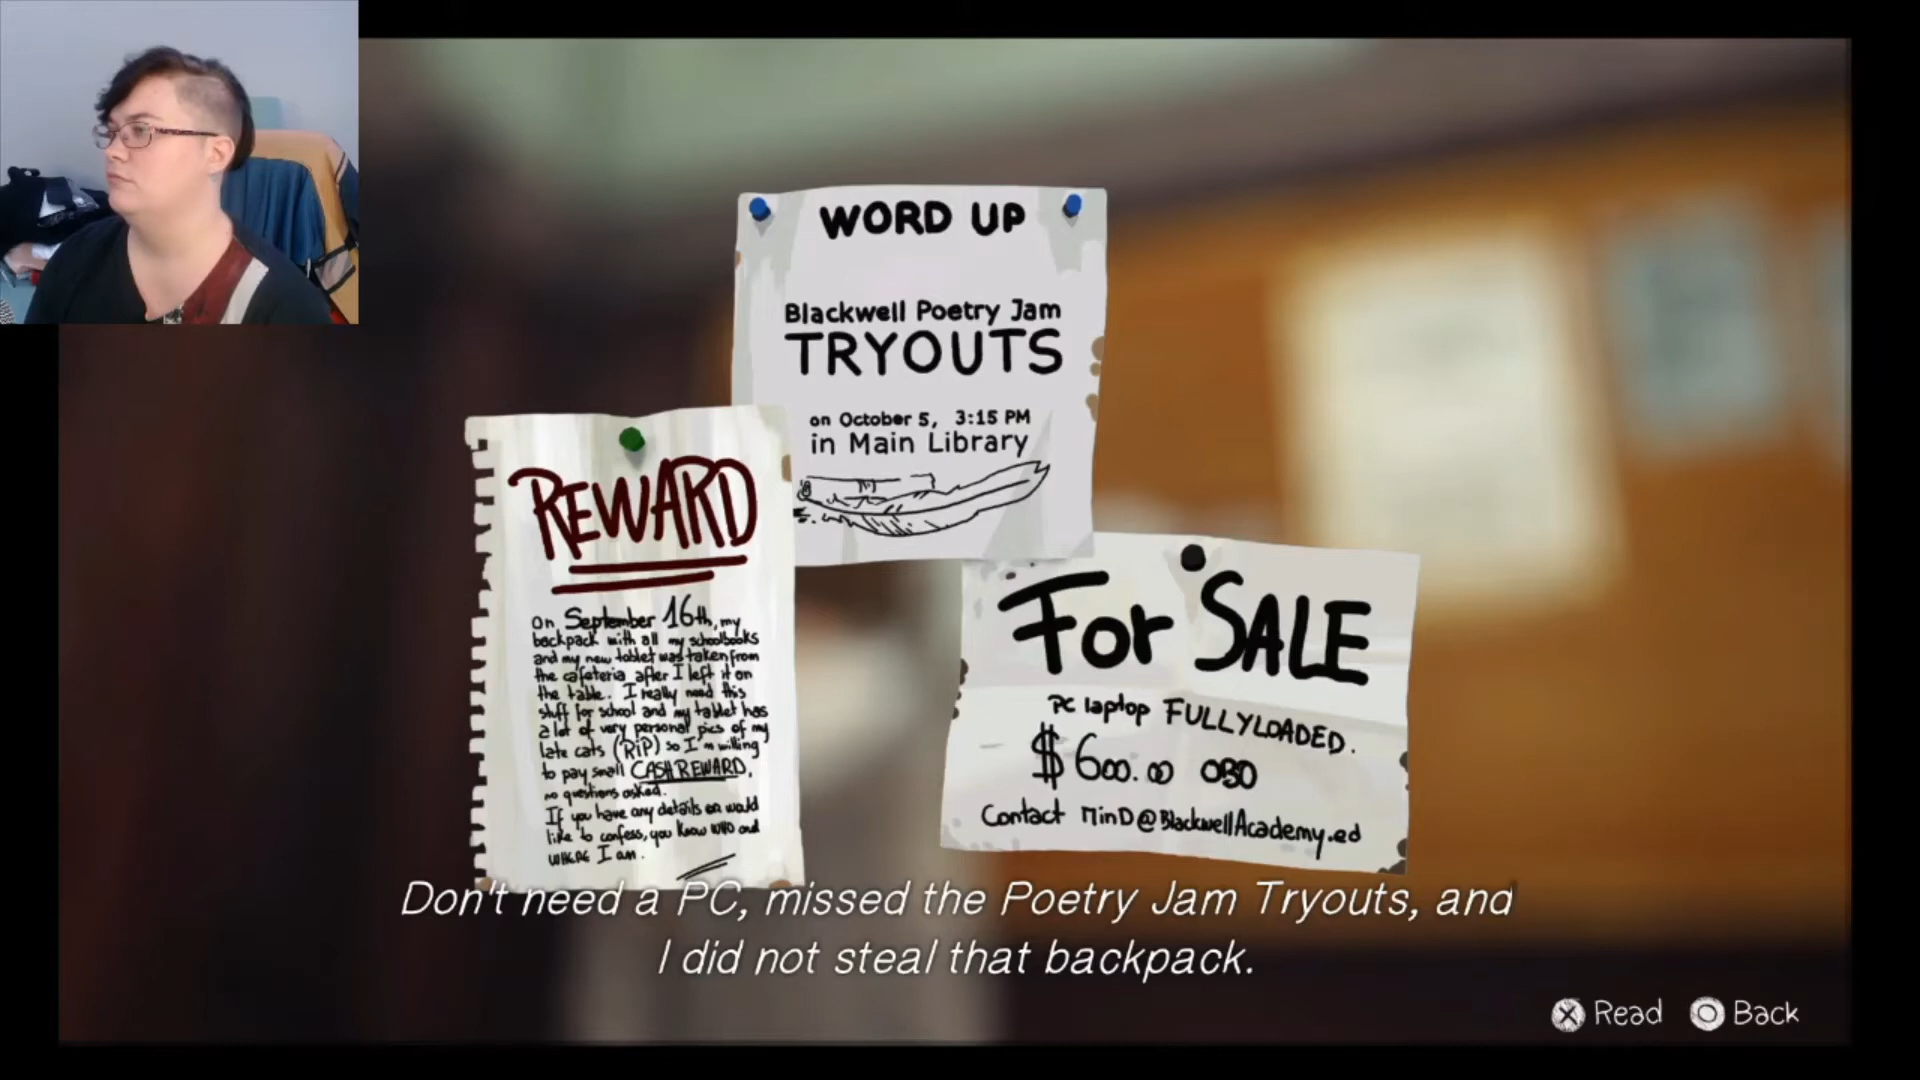 WORD UP
Blackwell Poetry Jam
TRYOUTS
on October 5, 3:15 PM
in Main Library
REWARD
On September 16th, my
backpack with all my schoolbooks
and my new tablet was taken from
the cafeteria after I left it on
the table. I really need this
stuff for school and my tablet has
a lot of very personal pics of my
late cats (RiP) so I'm willing
to pay small CASH REWARD,
no questions asked.
If you have any details or would
like to confess, you know WHO and
WHERE I am.
For SALE
PC laptop FULLYLOADED.
$600.00 OBO
Contact MinD@BlackwellAcademy.ed
Don't need a PC, missed the Poetry Jam Tryouts, and
I did not steal that backpack.
Read
Back